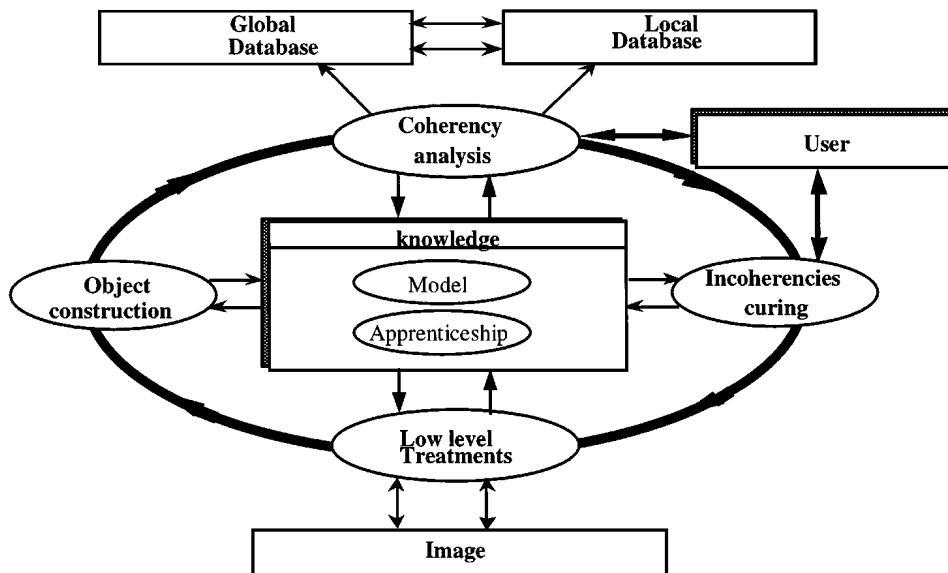 Global
Database
Local
Database
Coherency
analysis
User
knowledge
Object
construction
Model
Incoherencies
curing
Apprenticeship
Low level
Treatments
Image